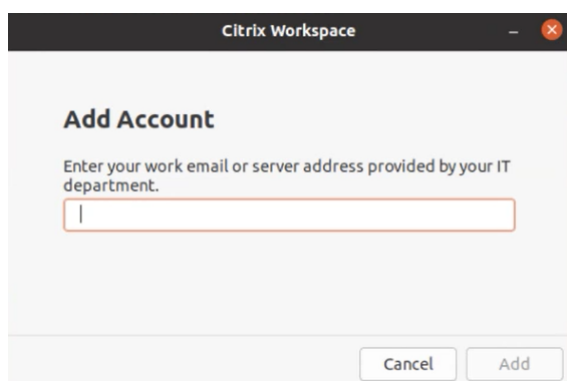 Citrix Workspace
Add Account
Enter your work email or server address provided by your IT
department.
Cancel
Add